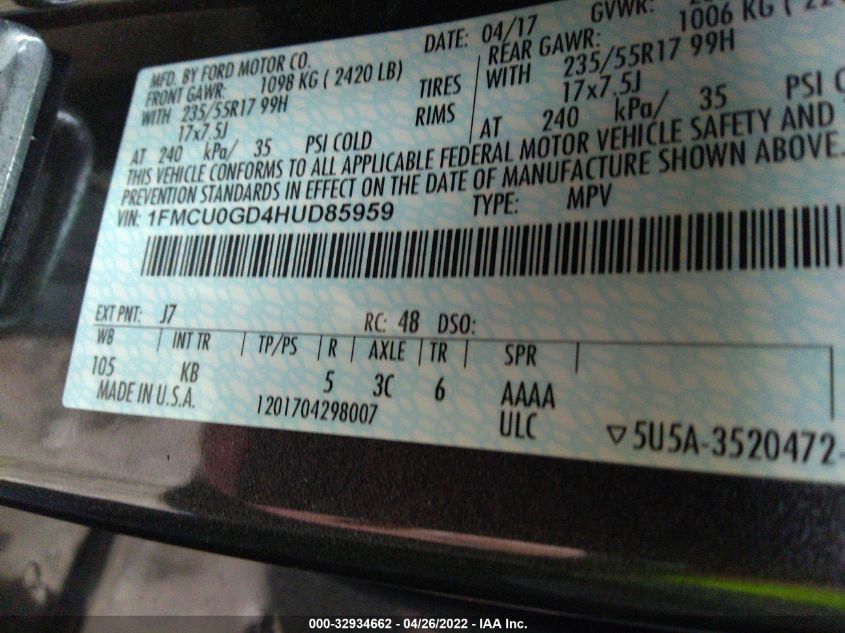 MFD. BY FORD MOTOR CO.
DATE: 04/17
GVWR:
FRONT GAWR: 1098 KG ( 2420 LB)
REAR GAWR: 1006 KG
WITH 235/55R17 99H TIRES
WITH 235/55R17 99H
17x7.5J RIMS
17x7.5J
AT 240 kPa/ 35 PSI COLD
AT 240 kPa/ 35 PSI
THIS VEHICLE CONFORMS TO ALL APPLICABLE FEDERAL MOTOR VEHICLE SAFETY AND
PREVENTION STANDARDS IN EFFECT ON THE DATE OF MANUFACTURE SHOWN ABOVE.
VIN: 1FMCU0GD4HUD85959 TYPE: MPV
EXT PNT: J7 RC: 48 DSO:
WB INT TR TP/PS R AXLE TR SPR
105 KB 5 3C 6 AAAA
MADE IN U.S.A. 1201704298007 ULC
5U5A-3520472-
000-32934662 - 04/26/2022 - IAA Inc.